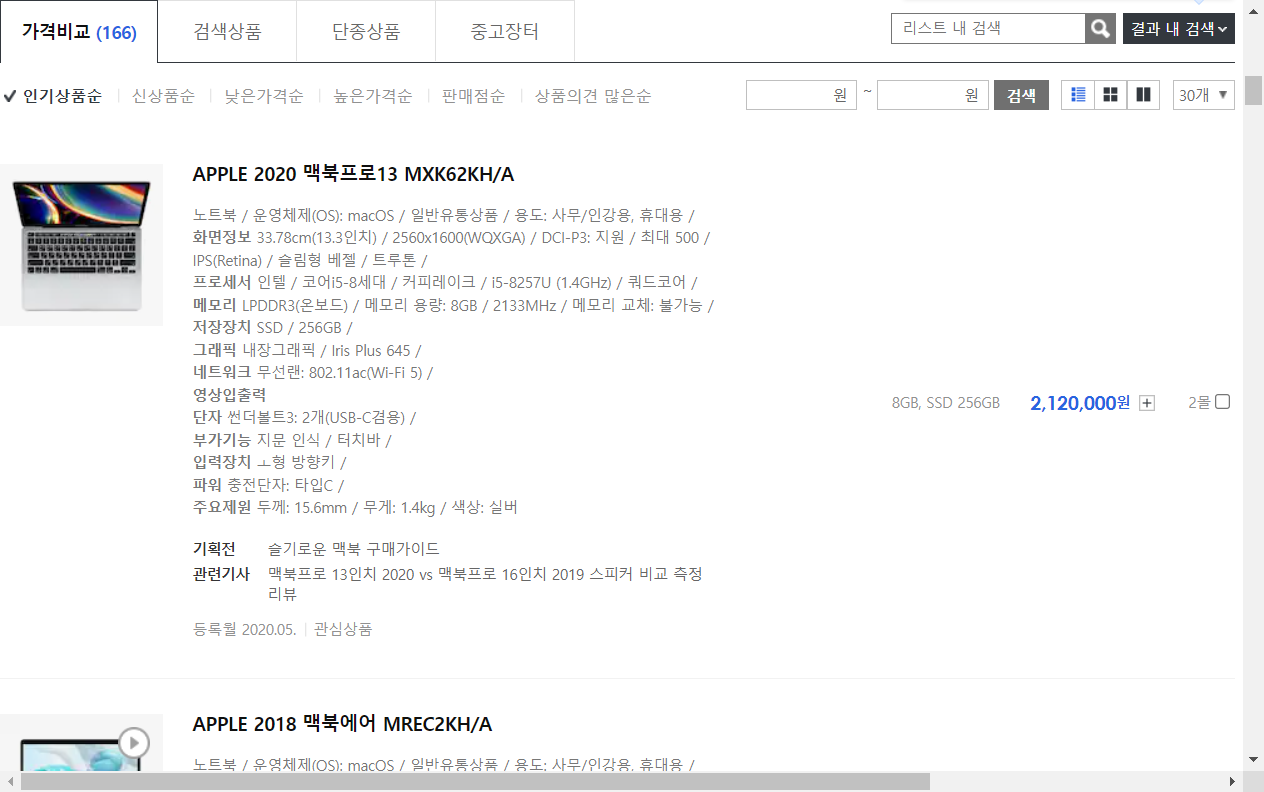 가격비교 (166) 검색상품 단종상품 중고장터 리스트 내 검색 결과 내 검색
인기상품순 신상품순 낮은가격순 높은가격순 판매점순 상품의견 많은순 원 ~ 원 검색 30개 ▼
APPLE 2020 맥북프로13 MXK62KH/A
노트북 / 운영체제(OS): macOS / 일반유통상품 / 용도: 사무/인강용, 휴대용 /
화면정보 33.78cm(13.3인치) / 2560x1600(WQXGA) / DCI-P3: 지원 / 최대 500 /
IPS(Retina) / 슬림형 베젤 / 트루톤 /
프로세서 인텔 / 코어i5-8세대 / 커피레이크 / i5-8257U (1.4GHz) / 쿼드코어 /
메모리 LPDDR3(온보드) / 메모리 용량: 8GB / 2133MHz / 메모리 교체: 불가능 /
저장장치 SSD / 256GB /
그래픽 내장그래픽 / Iris Plus 645 /
네트워크 무선랜: 802.11ac(Wi-Fi 5) /
영상입출력
단자 썬더볼트3: 2개(USB-C겸용) /
부가기능 지문 인식 / 터치바 /
입력장치 ㅗ형 방향키 /
파워 충전단자: 타입C /
주요제원 두께: 15.6mm / 무게: 1.4kg / 색상: 실버
8GB, SSD 256GB 2,120,000원 2몰
기획전 슬기로운 맥북 구매가이드
관련기사 맥북프로 13인치 2020 vs 맥북프로 16인치 2019 스피커 비교 측정
리뷰
등록월 2020.05. 관심상품
APPLE 2018 맥북에어 MREC2KH/A
노트북 / 운영체제(OS): macOS / 일반유통상품 / 용도: 사무/인강용, 휴대용 /